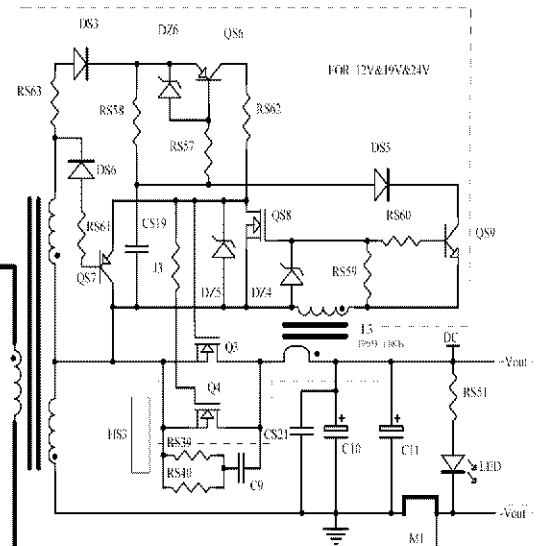 DS3
DZ6
QS6
FOR 12V&19V&24V
RS63
RS58
RS62
RS57
DS5
DS6
QS8
RS60
RS61
CS19
QS9
J3
RS59
QS7
DZ5
DZ4
L3
DC
Q3
Vout
Q4
RS51
HS3
RS39
CS21
C10
C11
LED
RS40
C9
Vout
M1